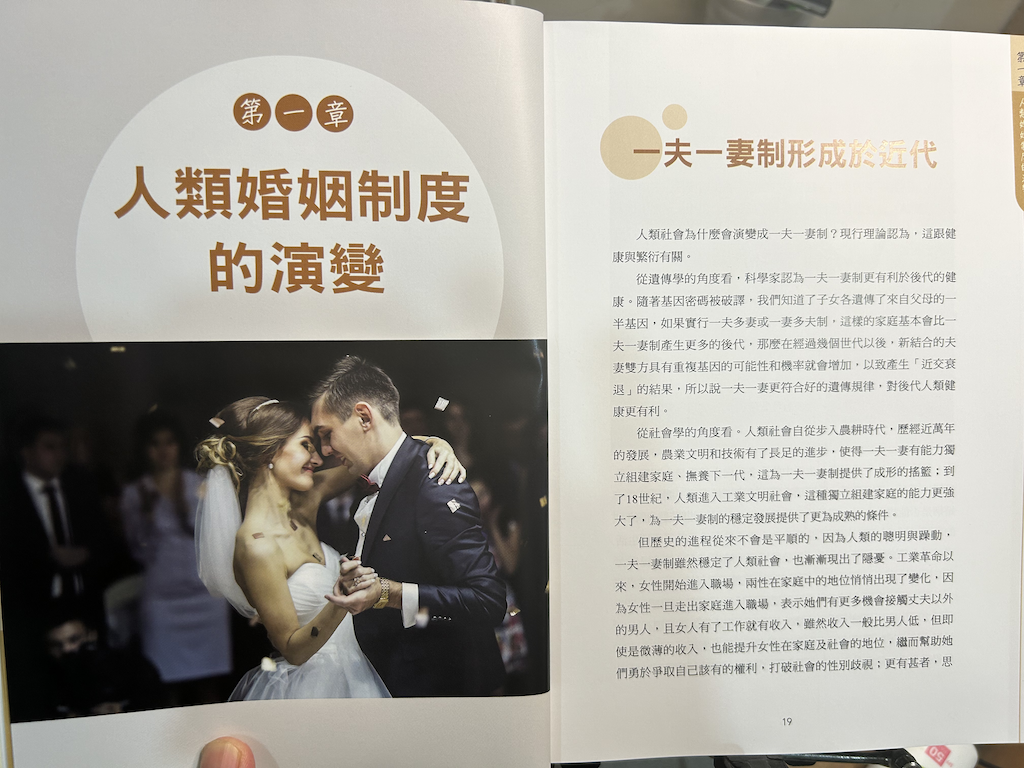 第一章
人類婚姻制度
的演變
一夫一妻制形成於近代
人類社會為什麼會演變成一夫一妻制？現行理論認為，這跟健
康與繁衍有關。
從遺傳學的角度看，科學家認為一夫一妻制更有利於後代的健
康。隨著基因密碼被破譯，我們知道了子女各遺傳了來自父母的一
半基因，如果實行一夫多妻或一妻多夫制，這樣的家庭基本會比一
夫一妻制產生更多的後代，那麼在經過幾個世代以後，新結合的夫
妻雙方具有重複基因的可能性和機率就會增加，以致產生「近交衰
退」的結果，所以說一夫一妻更符合好的遺傳規律，對後代人類健
康更有利。
從社會學的角度看。人類社會自從步入農耕時代，歷經近萬年
的發展，農業文明和技術有了長足的進步，使得一夫一妻有能力獨
立組建家庭、撫養下一代，這為一夫一妻制提供了成形的搖籃；到
了18世紀，人類進入工業文明社會，這種獨立組建家庭的能力更強
大了，為一夫一妻制的穩定發展提供了更為成熟的條件。
但歷史的進程從來不會是平順的，因為人類的聰明與躁動，
一夫一妻制雖然穩定了人類社會，也漸漸現出了隱憂。工業革命以
來，女性開始進入職場，兩性在家庭中的地位悄悄出現了變化，因
為女性一旦走出家庭進入職場，表示她們有更多機會接觸丈夫以外
的男人，且女人有了工作就有收入，雖然收入一般比男人低，但即
使是微薄的收入，也能提升女性在家庭及社會的地位，繼而幫助她
們勇於爭取自己該有的權利，打破社會的性別歧視；更有甚者，思
19
第一章
50